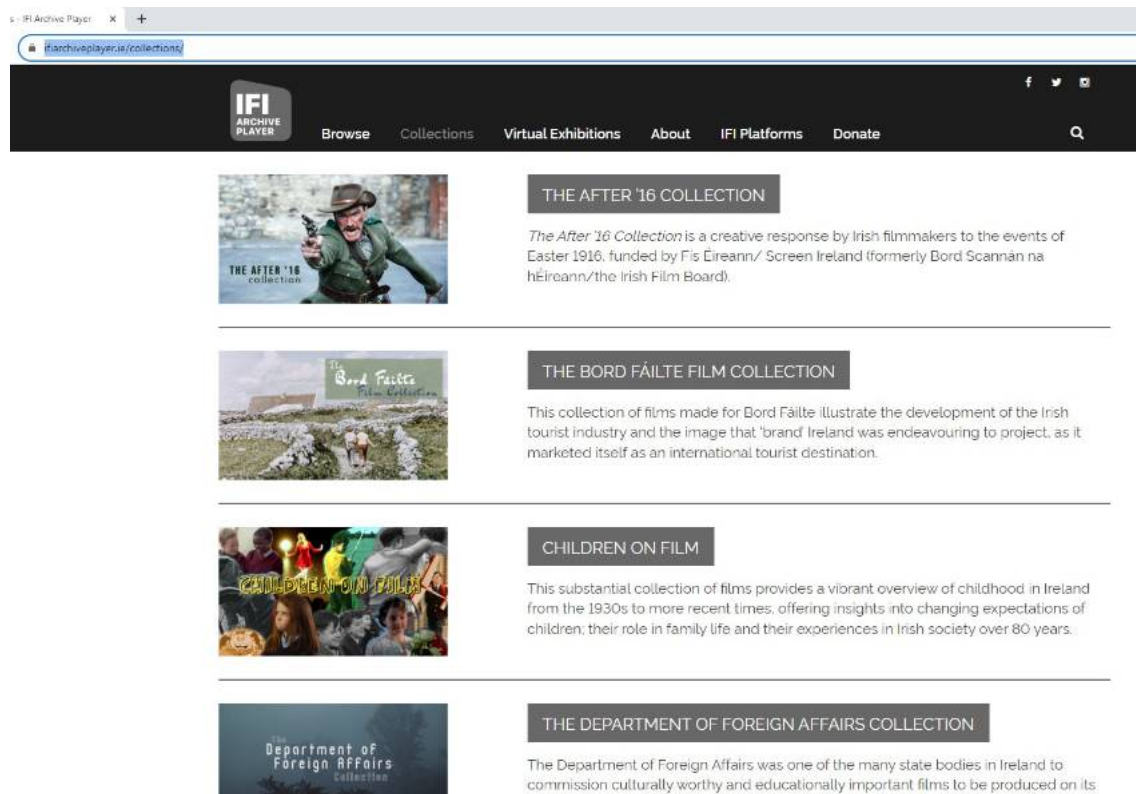 s - IFI Archive Player
ifiarchiveplayer.ie/collections/
IFI
ARCHIVE
PLAYER
Browse Collections Virtual Exhibitions About IFI Platforms Donate
THE AFTER '16
collection
THE AFTER '16 COLLECTION
The After '16 Collection is a creative response by Irish filmmakers to the events of
Easter 1916, funded by Fís Éireann/ Screen Ireland (formerly Bord Scannán na
hÉireann/the Irish Film Board).
The
Bord Failte
Film Collection
THE BORD FÁILTE FILM COLLECTION
This collection of films made for Bord Fáilte illustrate the development of the Irish
tourist industry and the image that 'brand' Ireland was endeavouring to project, as it
marketed itself as an international tourist destination.
CHILDREN ON FILM
CHILDREN ON FILM
This substantial collection of films provides a vibrant overview of childhood in Ireland
from the 1930s to more recent times, offering insights into changing expectations of
children; their role in family life and their experiences in Irish society over 80 years.
The
Department of
Foreign Affairs
Collection
THE DEPARTMENT OF FOREIGN AFFAIRS COLLECTION
The Department of Foreign Affairs was one of the many state bodies in Ireland to
commission culturally worthy and educationally important films to be produced on its